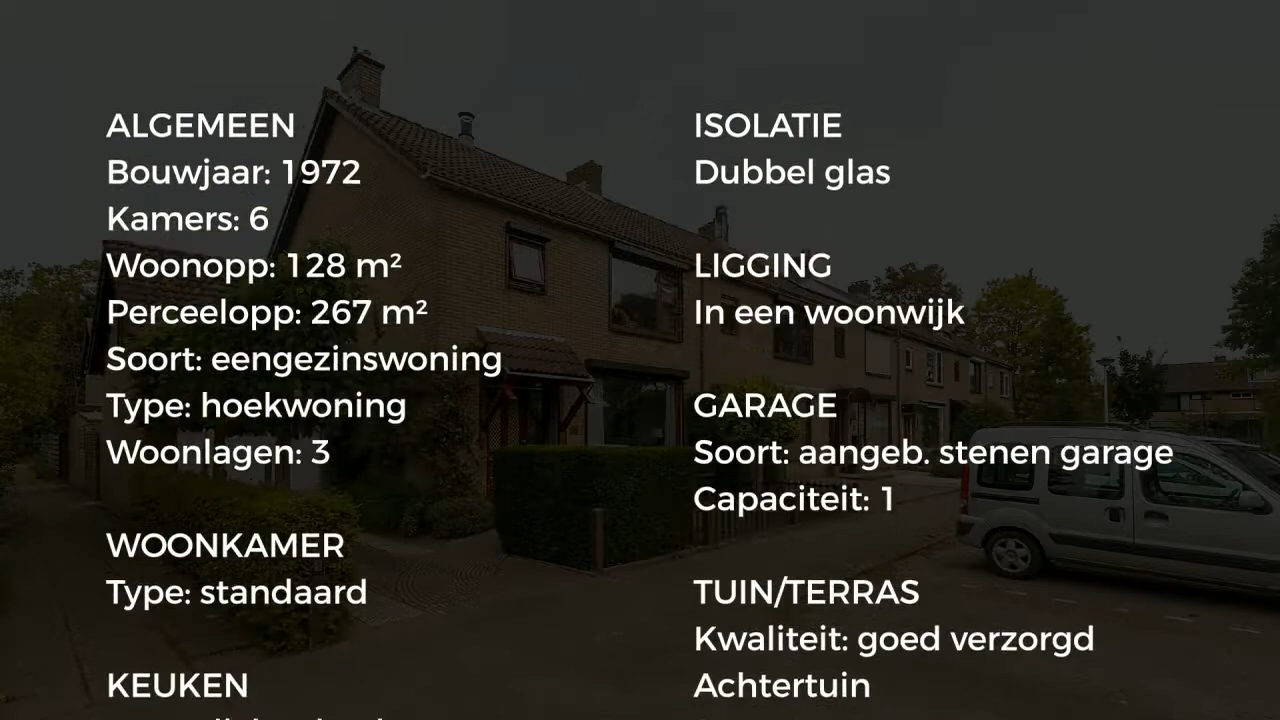 ALGEMEEN
Bouwjaar: 1972
Kamers: 6
Woonopp: 128 m²
Perceelopp: 267 m²
Soort: eengezinswoning
Type: hoekwoning
Woonlagen: 3
WOONKAMER
Type: standaard
KEUKEN
ISOLATIE
Dubbel glas
LIGGING
In een woonwijk
GARAGE
Soort: aangeb. stenen garage
Capaciteit: 1
TUIN/TERRAS
Kwaliteit: goed verzorgd
Achtertuin